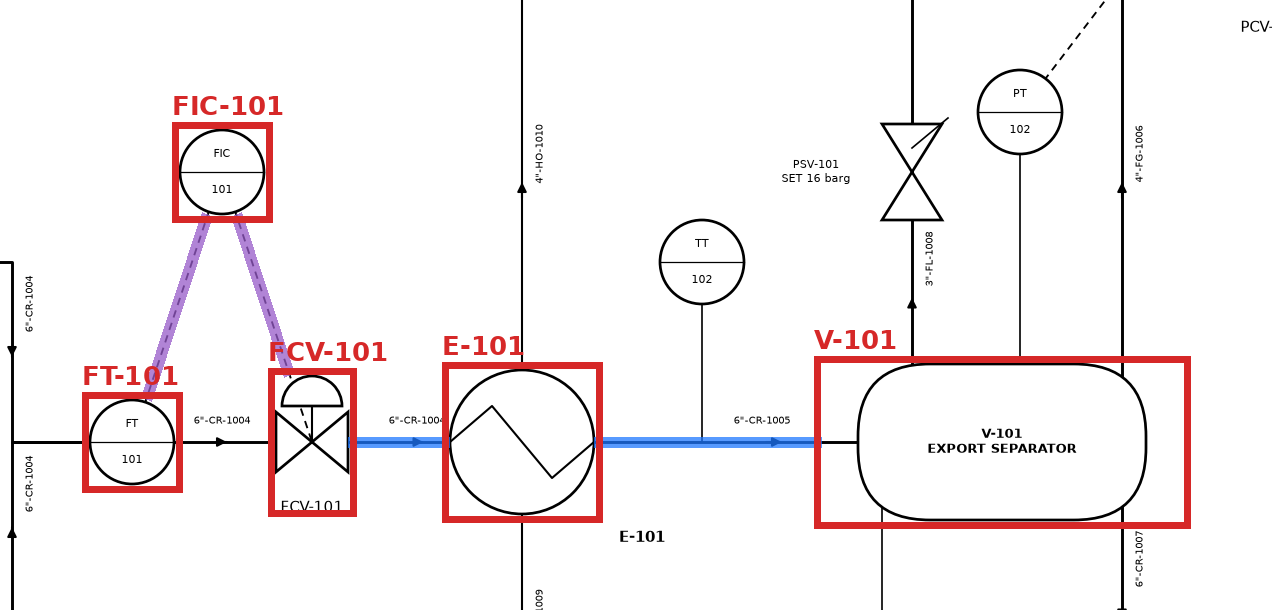 PCV-
FIC-101
FIC
101
4"-HO-1010
PSV-101
SET 16 barg
PT
102
4"-FG-1006
TT
102
3"-FL-1008
6"-CR-1004
FT-101
FT
101
6"-CR-1004
FCV-101
FCV-101
6"-CR-1004
E-101
6"-CR-1005
V-101
V-101
EXPORT SEPARATOR
6"-CR-1004
E-101
1009
6"-CR-1007